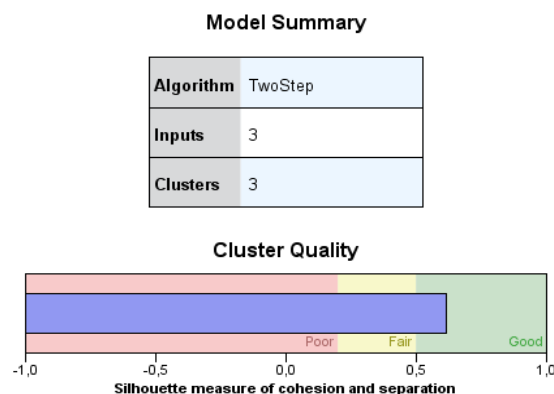 Model Summary
Algorithm TwoStep
Inputs 3
Clusters 3
Cluster Quality
Poor Fair Good
-1,0 -0,5 0,0 0,5 1,0
Silhouette measure of cohesion and separation